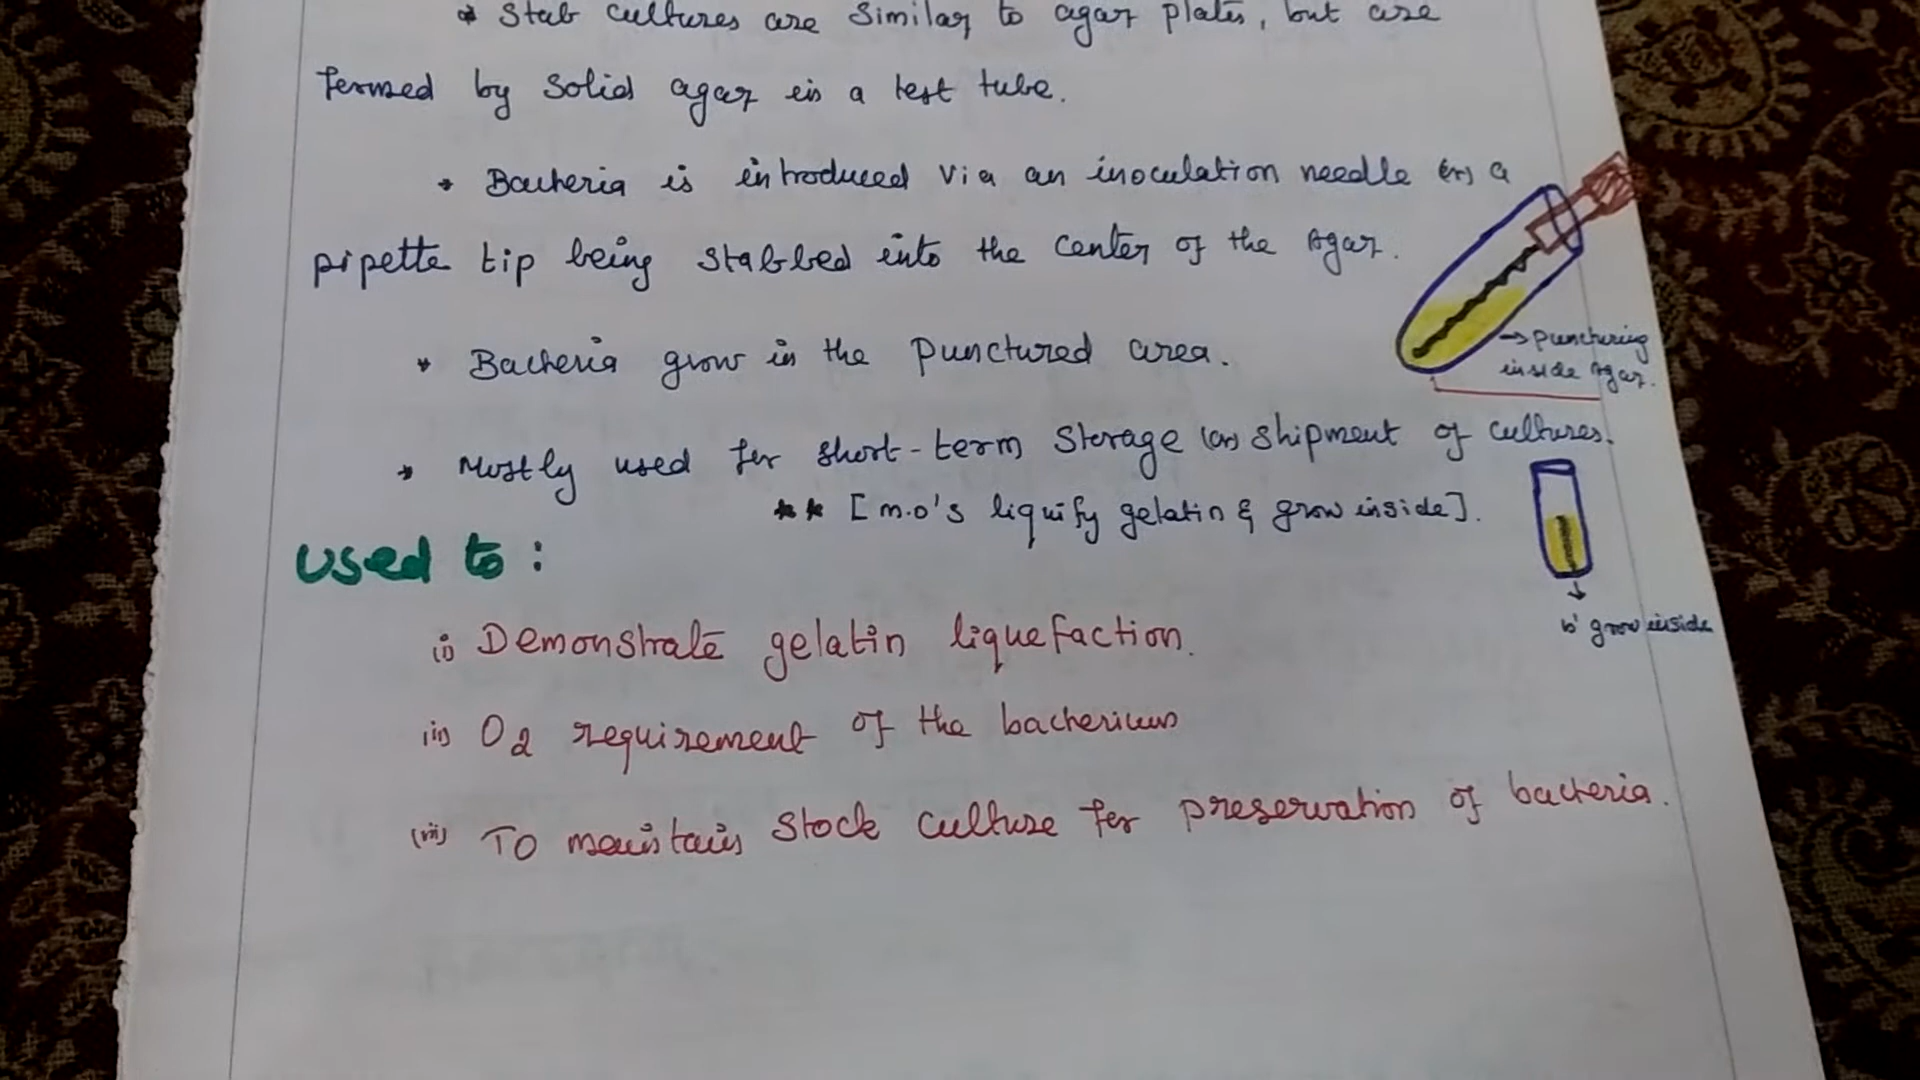 * Stab cultures are similar to agar plates, but are
formed by solid agar in a test tube.
* Bacteria is introduced via an inoculation needle (or) a
pipette tip being stabbed into the center of the Agar.
→ puncturing
inside Agar.
* Bacteria grow in the punctured area.
* Mostly used for short-term storage (or) shipment of cultures.
** [m.o's liquify gelatin & grow inside].
b' grow inside
Used to :
(i) Demonstrate gelatin liquefaction.
(ii) O2 requirement of the bacterium
(iii) To maintain stock culture for preservation of bacteria.